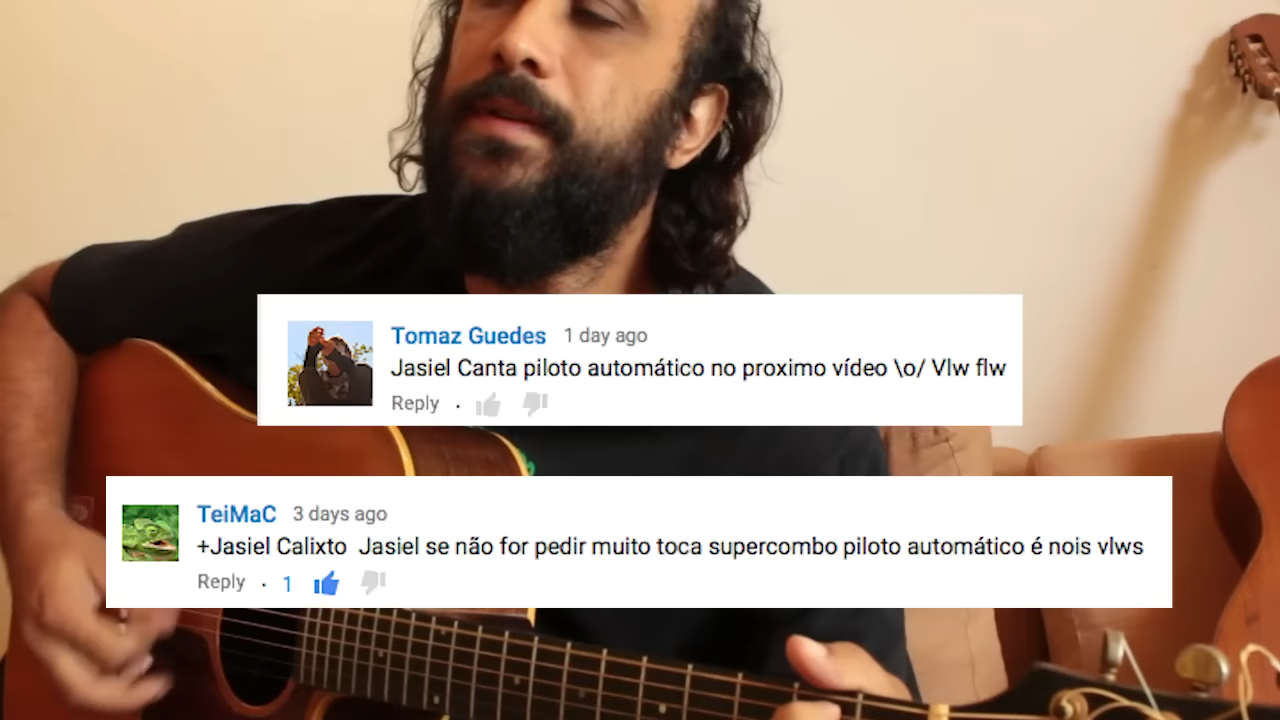 Tomaz Guedes 1 day ago
Jasiel Canta piloto automático no proximo vídeo \o/ Vlw flw
Reply ·
TeiMaC 3 days ago
+Jasiel Calixto Jasiel se não for pedir muito toca supercombo piloto automático é nois vlws
Reply · 1